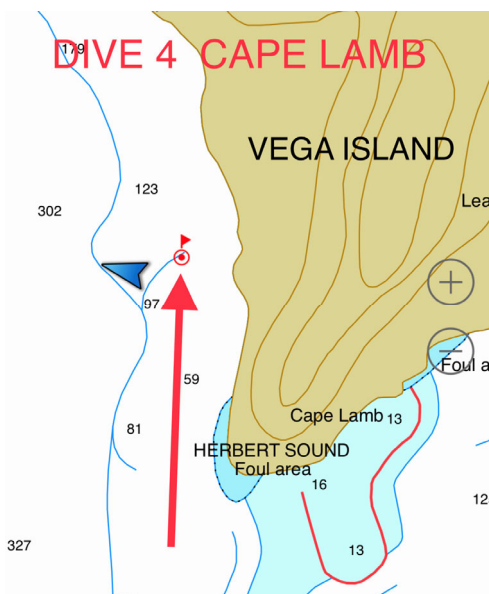 179
DIVE 4 CAPE LAMB
VEGA ISLAND
123
302
Lea
97
59
Foul a
Cape Lamb 13
81
HERBERT SOUND
Foul area
16
12
327
13